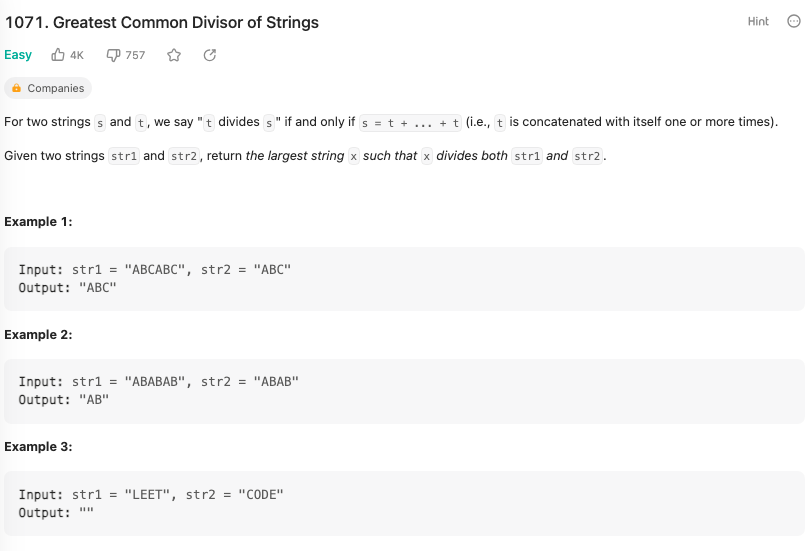 1071. Greatest Common Divisor of Strings
Hint
Easy 4K 757
Companies
For two strings s and t, we say "t divides s" if and only if s = t + ... + t (i.e., t is concatenated with itself one or more times).
Given two strings str1 and str2, return the largest string x such that x divides both str1 and str2.
Example 1:
Input: str1 = "ABCABC", str2 = "ABC"
Output: "ABC"
Example 2:
Input: str1 = "ABABAB", str2 = "ABAB"
Output: "AB"
Example 3:
Input: str1 = "LEET", str2 = "CODE"
Output: ""